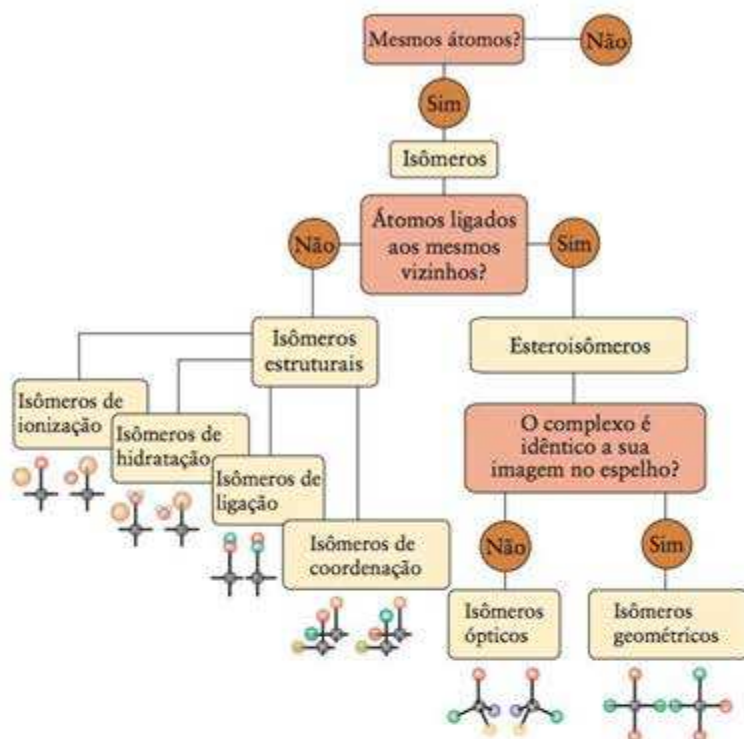 Mesmos átomos?
Não
Sim
Isômeros
Átomos ligados
aos mesmos
vizinhos?
Não
Sim
Isômeros
estruturais
Isômeros de
ionização
Isômeros de
hidratação
Isômeros de
ligação
Isômeros de
coordenação
Esteroisômeros
O complexo é
idêntico a sua
imagem no espelho?
Não
Sim
Isômeros
ópticos
Isômeros
geométricos